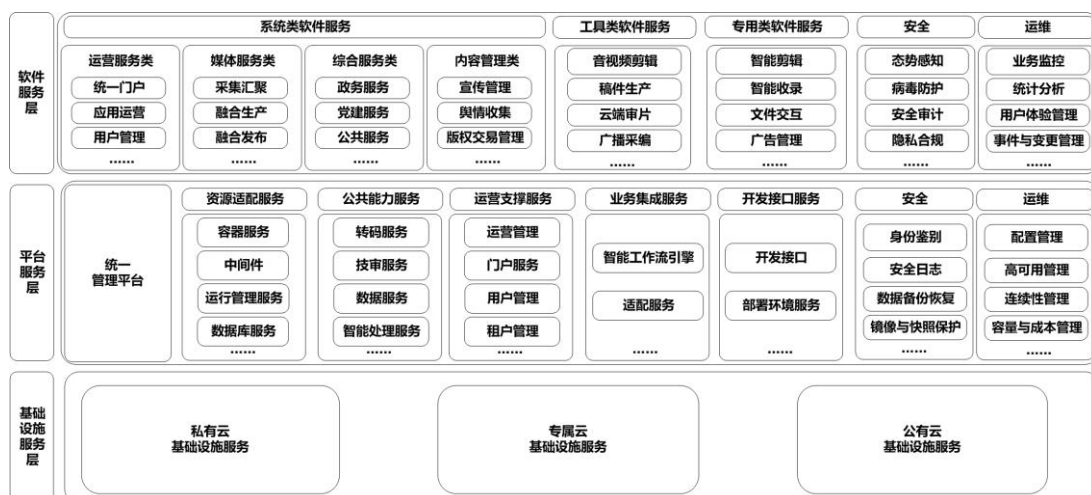 软件
服务
层
系统类软件服务
运营服务类
统一门户
应用运营
用户管理
......
媒体服务类
采集汇聚
融合生产
融合发布
......
综合服务类
政务服务
党建服务
公共服务
......
内容管理类
宣传管理
舆情收集
版权交易管理
......
工具类软件服务
音视频剪辑
稿件生产
云端审片
广播采编
......
专用类软件服务
智能剪辑
智能收录
文件交互
广告管理
......
安全
态势感知
病毒防护
安全审计
隐私合规
......
运维
业务监控
统计分析
用户体验管理
事件与变更管理
......
平台
服务
层
统一
管理平台
资源适配服务
容器服务
中间件
运行管理服务
数据库服务
......
公共能力服务
转码服务
技审服务
数据服务
智能处理服务
......
运营支撑服务
运营管理
门户服务
用户管理
租户管理
......
业务集成服务
智能工作流引擎
适配服务
......
开发接口服务
开发接口
部署环境服务
......
安全
身份鉴别
安全日志
数据备份恢复
镜像与快照保护
......
运维
配置管理
高可用管理
连续性管理
容量与成本管理
......
基础
设施
服务
层
私有云
基础设施服务
专属云
基础设施服务
公有云
基础设施服务